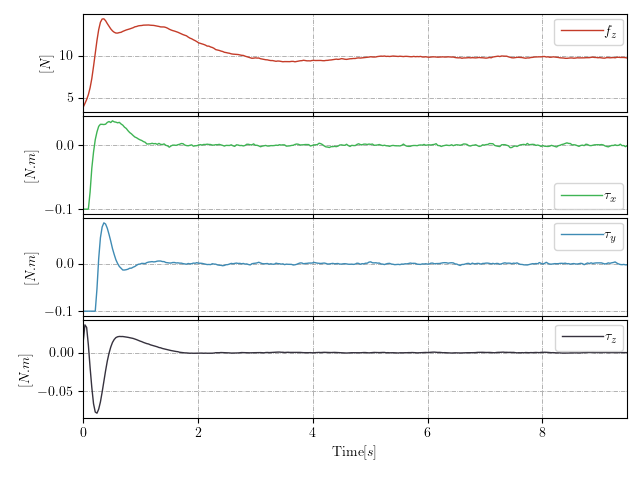 f_z
10
5
[N]
0.0
−0.1
[N.m]
τ_x
τ_y
0.0
−0.1
[N.m]
τ_z
0.00
−0.05
[N.m]
0 2 4 6 8
Time[s]